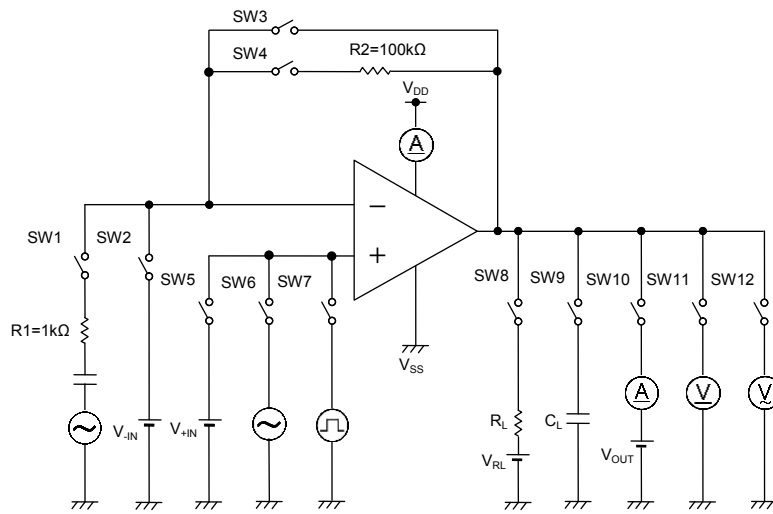 SW3
SW4
R2=100kΩ
VDD
A
SW1
SW2
−
+
SW5
SW6
SW7
SW8
SW9
SW10
SW11
SW12
R1=1kΩ
VSS
A
V
V
V-IN
V+IN
RL
CL
VRL
VOUT